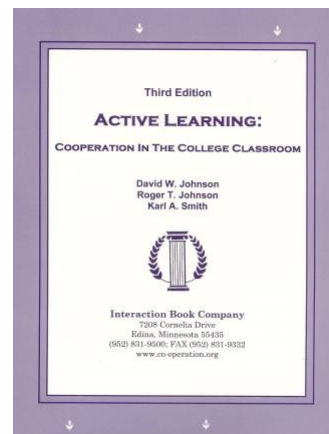 Third Edition
ACTIVE LEARNING:
COOPERATION IN THE COLLEGE CLASSROOM
David W. Johnson
Roger T. Johnson
Karl A. Smith
Interaction Book Company
7208 Cornelia Drive
Edina, Minnesota 55435
(952) 831-9500; FAX (952) 831-9332
www.co-operation.org